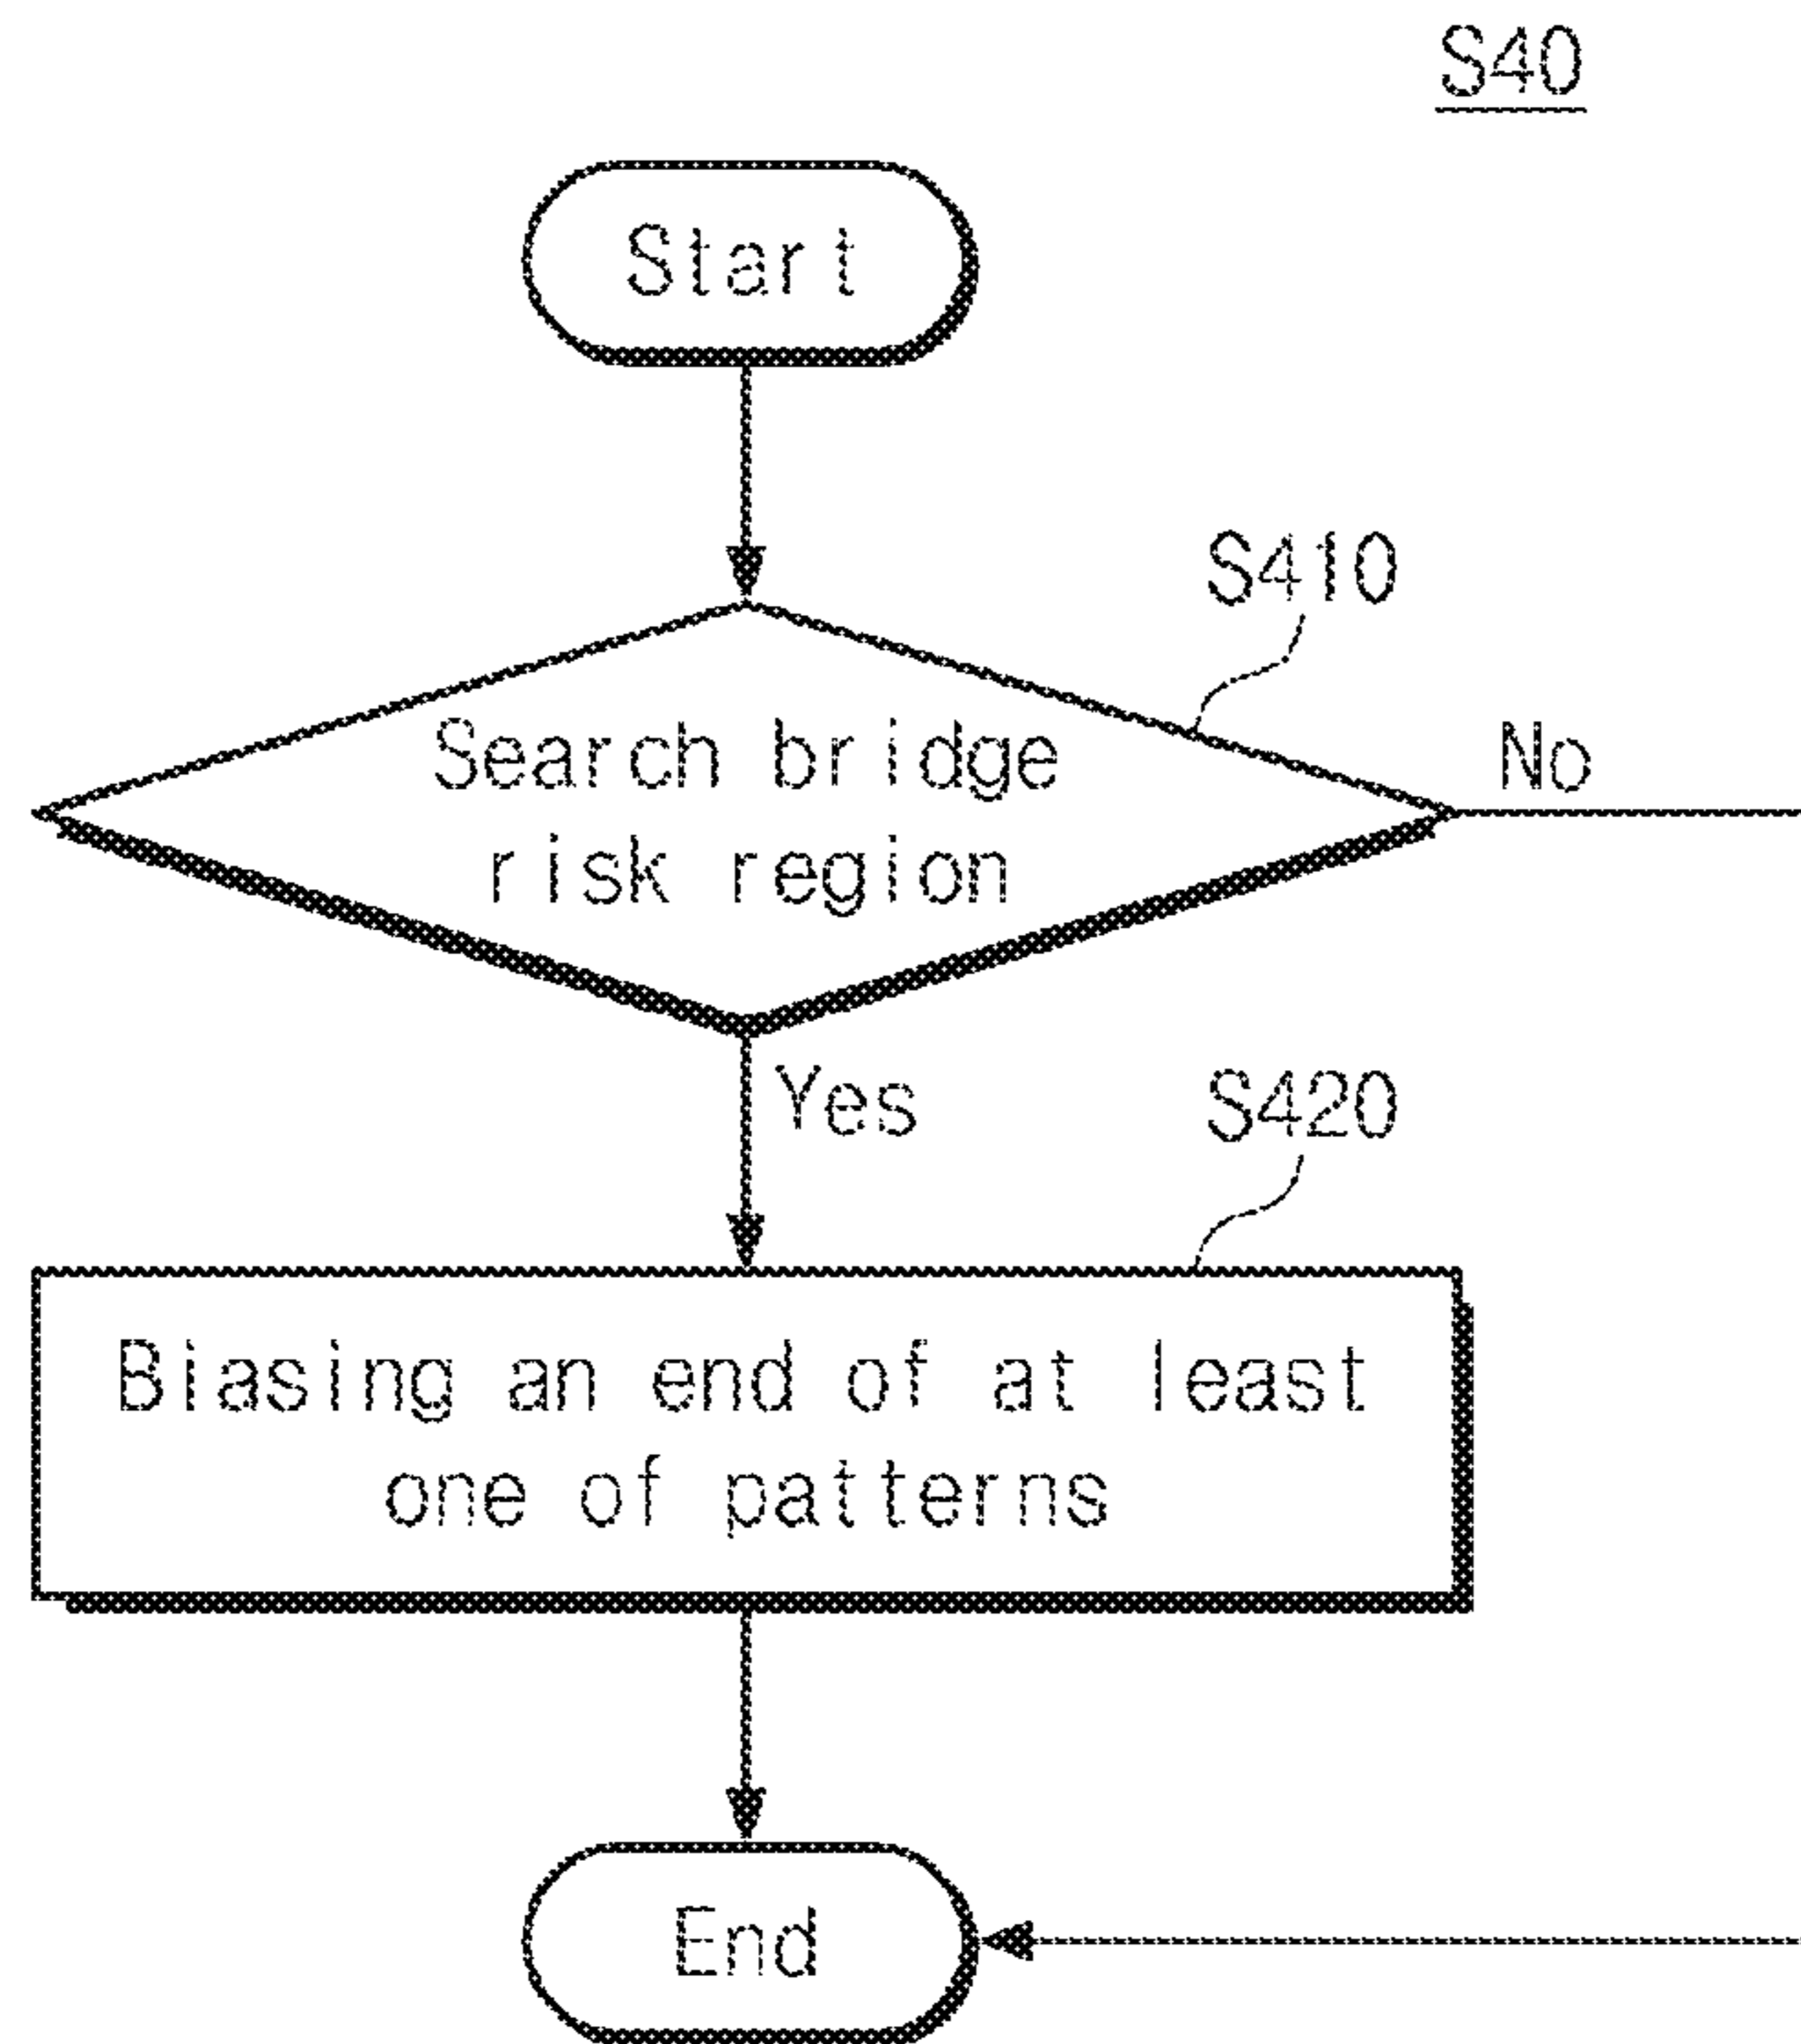 S40
Start
S410
Search bridge
risk region
No
Yes
S420
Biasing an end of at least
one of patterns
End